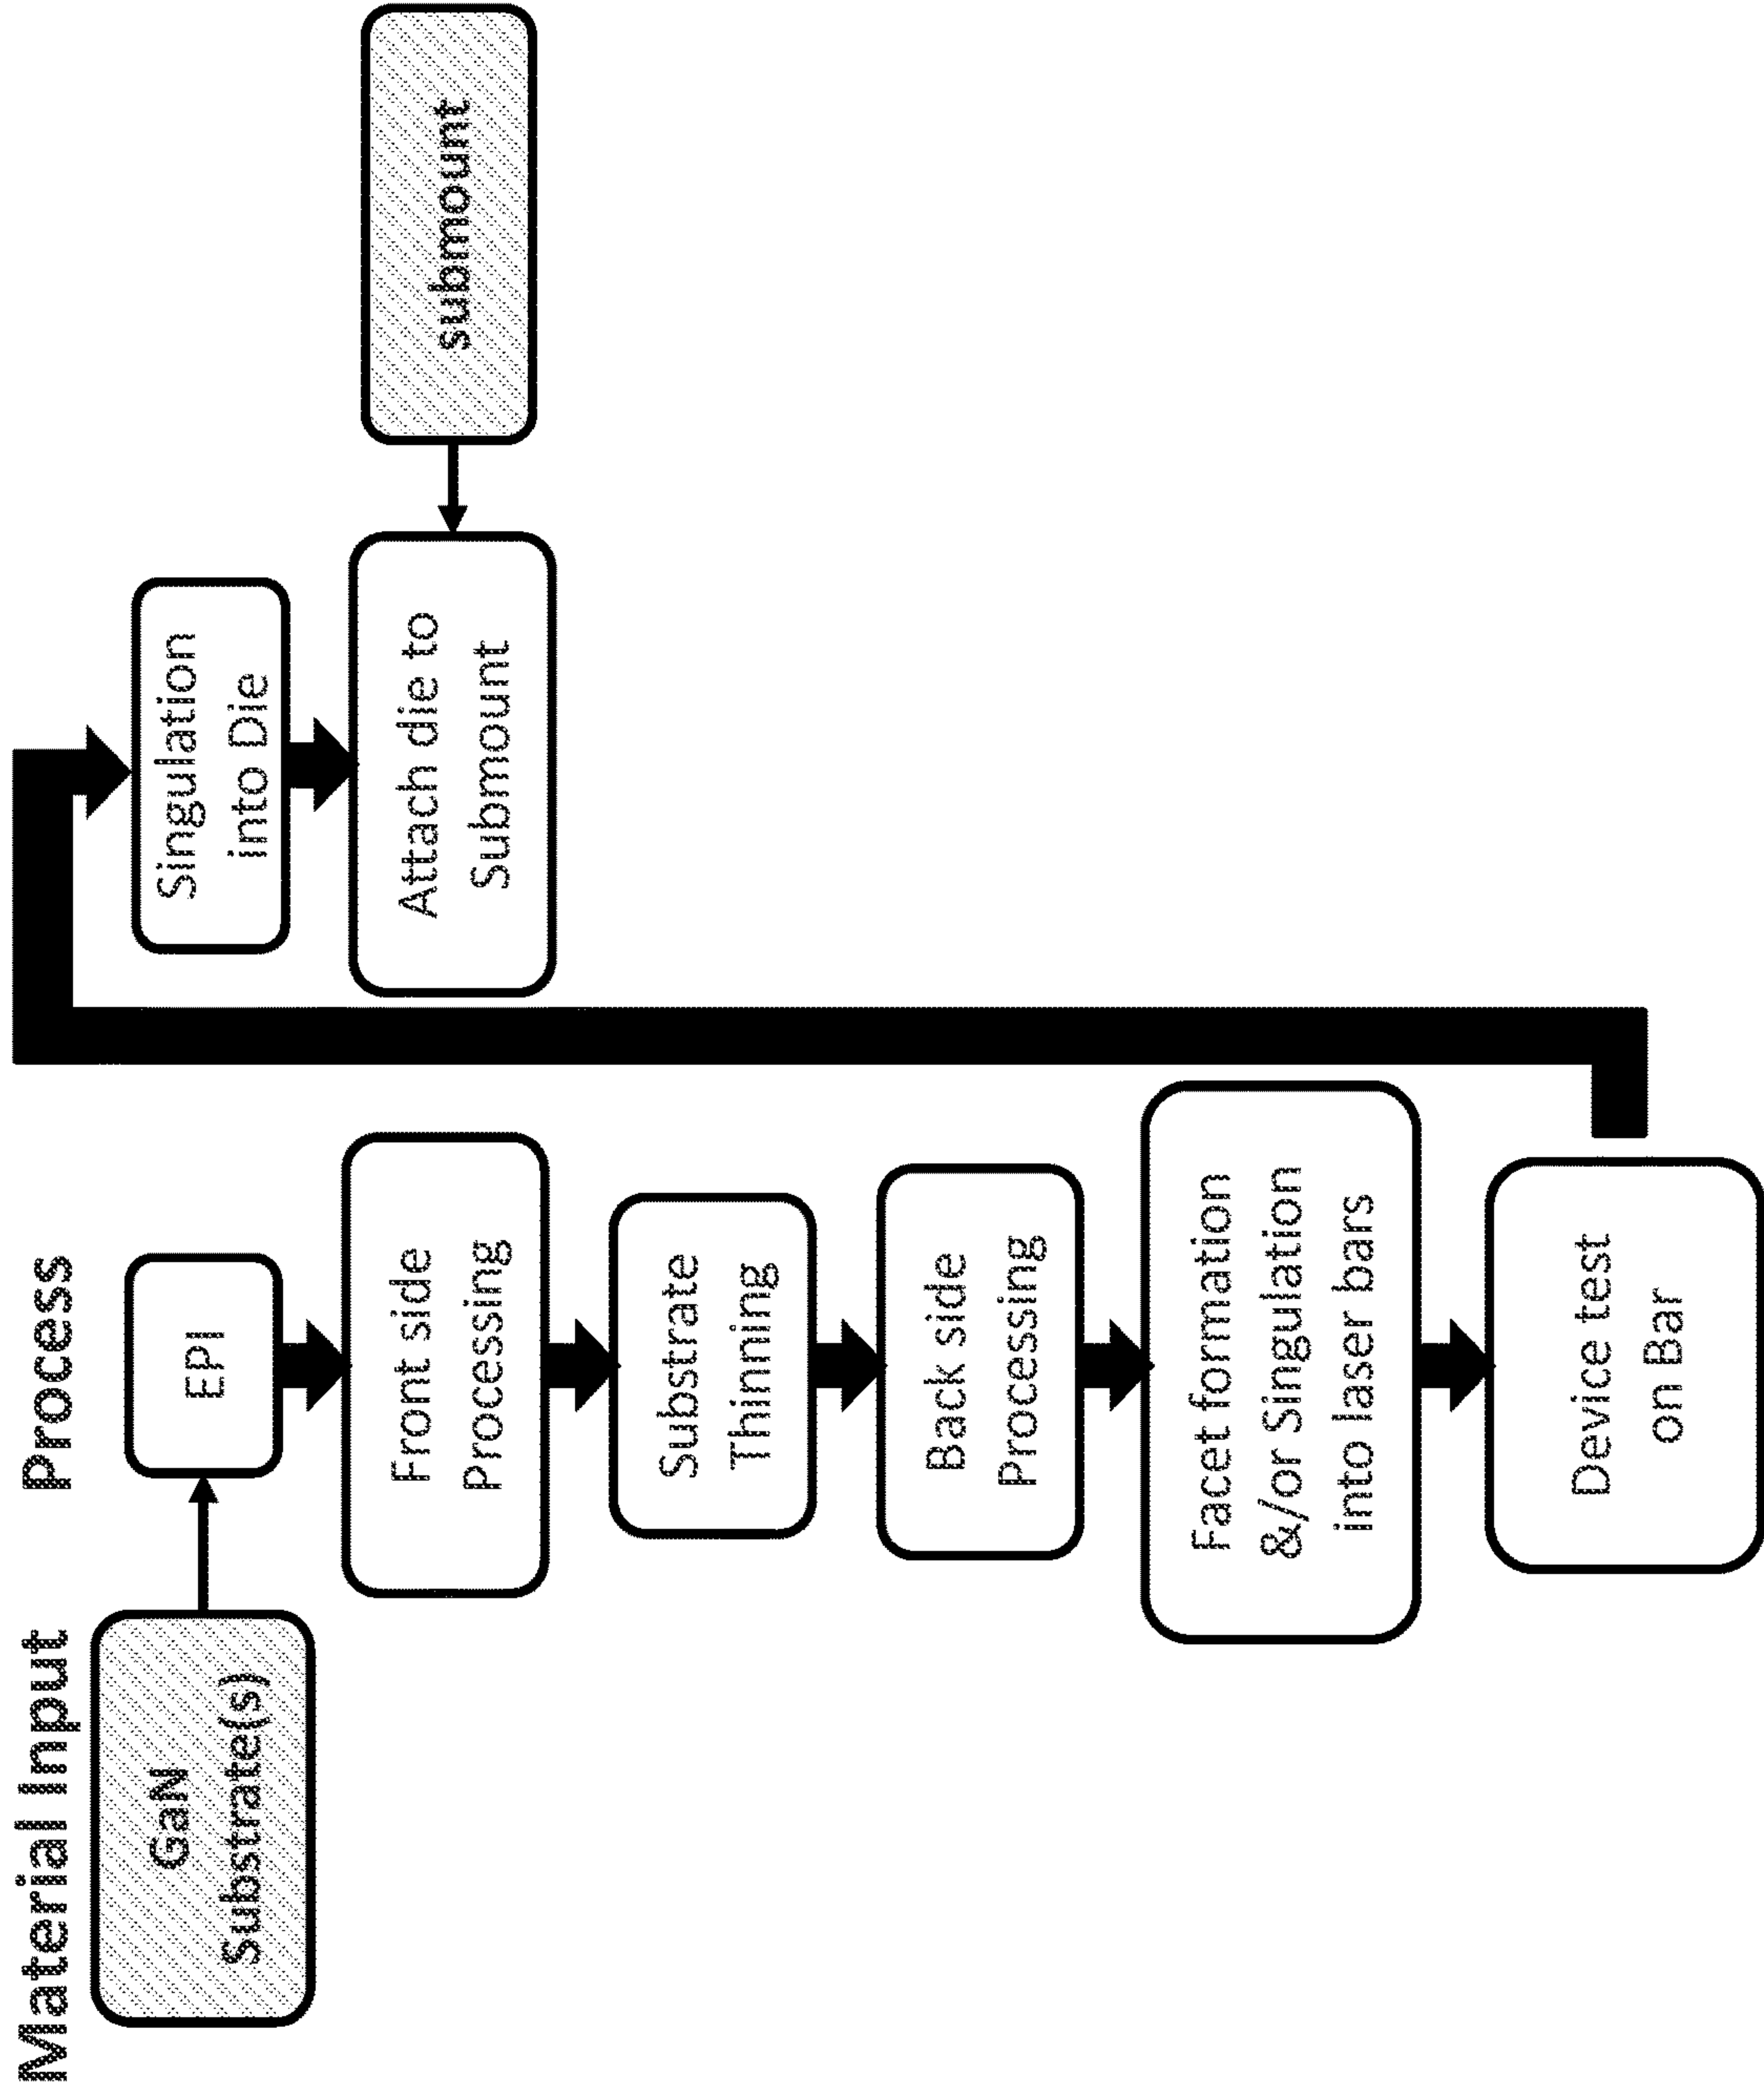 Material Input
Process
GaN
Substrate(s)
EPI
Front side
Processing
Substrate
Thinning
Back side
Processing
Facet formation
&/or Singulation
into laser bars
Device test
on Bar
Singulation
into Die
Attach die to
Submount
submount